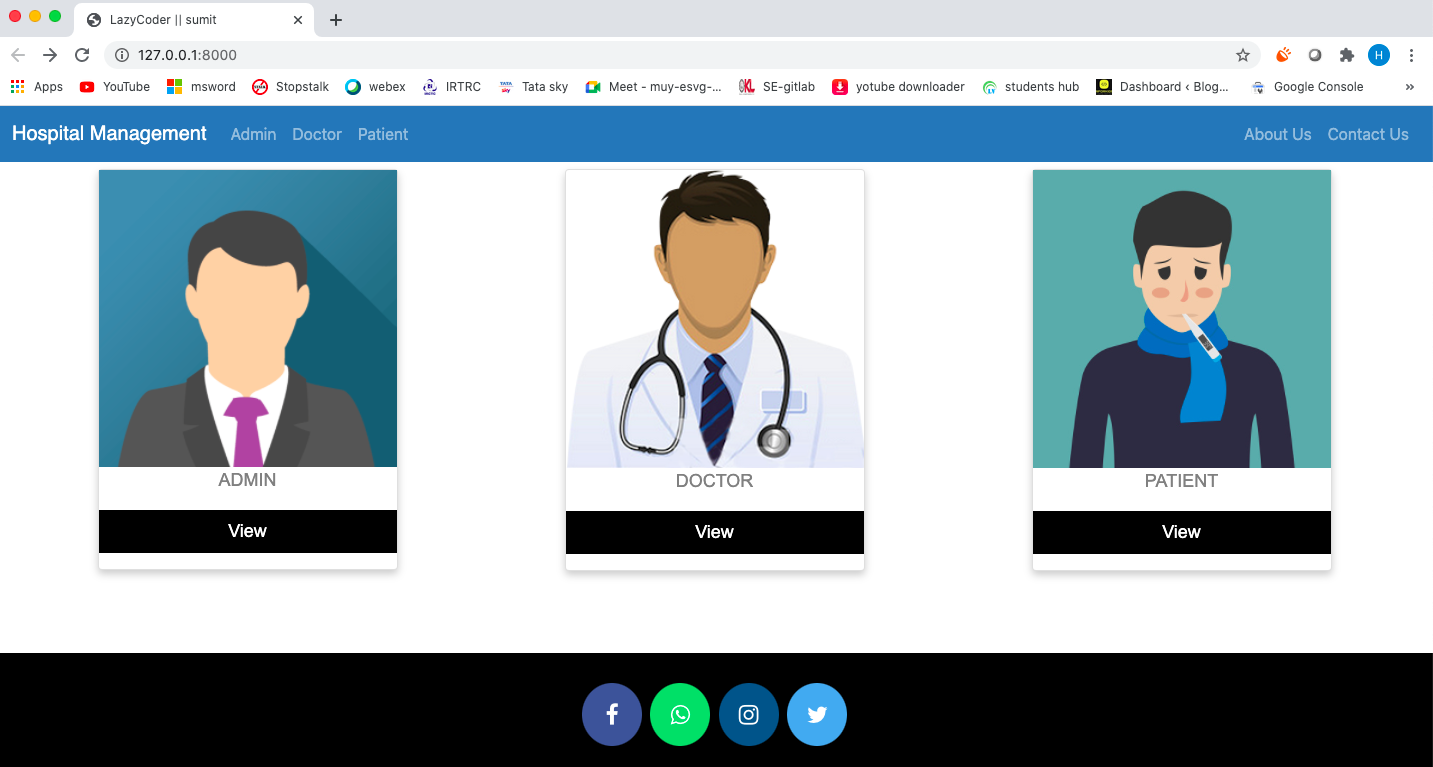 LazyCoder || sumit
127.0.0.1:8000
H
Apps YouTube msword Stopstalk webex IRTRC Tata sky Meet - muy-esvg-... SE-gitlab yotube downloader students hub Dashboard ‹ Blog... Google Console »
Hospital Management Admin Doctor Patient About Us Contact Us
ADMIN DOCTOR PATIENT
View View View